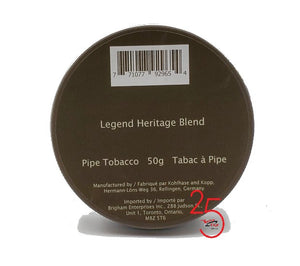 7 71077 92965 4
Legend Heritage Blend
Pipe Tobacco 50g Tabac à Pipe
Manufactured by / Fabriqué par Kohlhase and Kopp,
Hermann-Löns-Weg 36, Rellingen, Germany
Imported by / Importé par
Brigham Enterprises Inc., 288 Judson St.,
Unit 1, Toronto, Ontario,
M8Z 5T6
25